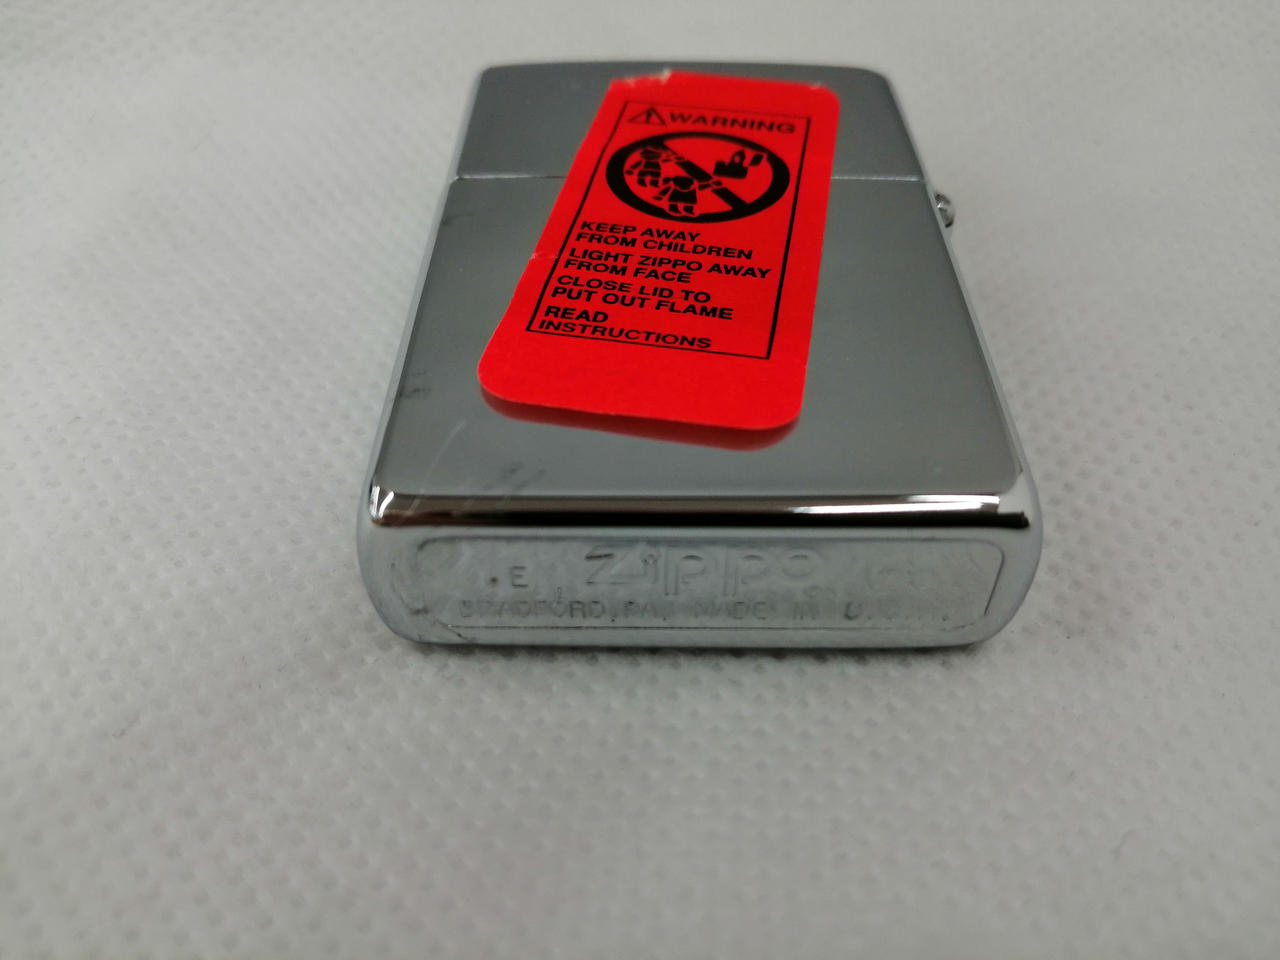 WARNING
KEEP AWAY
FROM CHILDREN
LIGHT ZIPPO AWAY
FROM FACE
CLOSE LID TO
PUT OUT FLAME
READ
INSTRUCTIONS
E Zippo
BRADFORD, PA. MADE IN U.S.A.